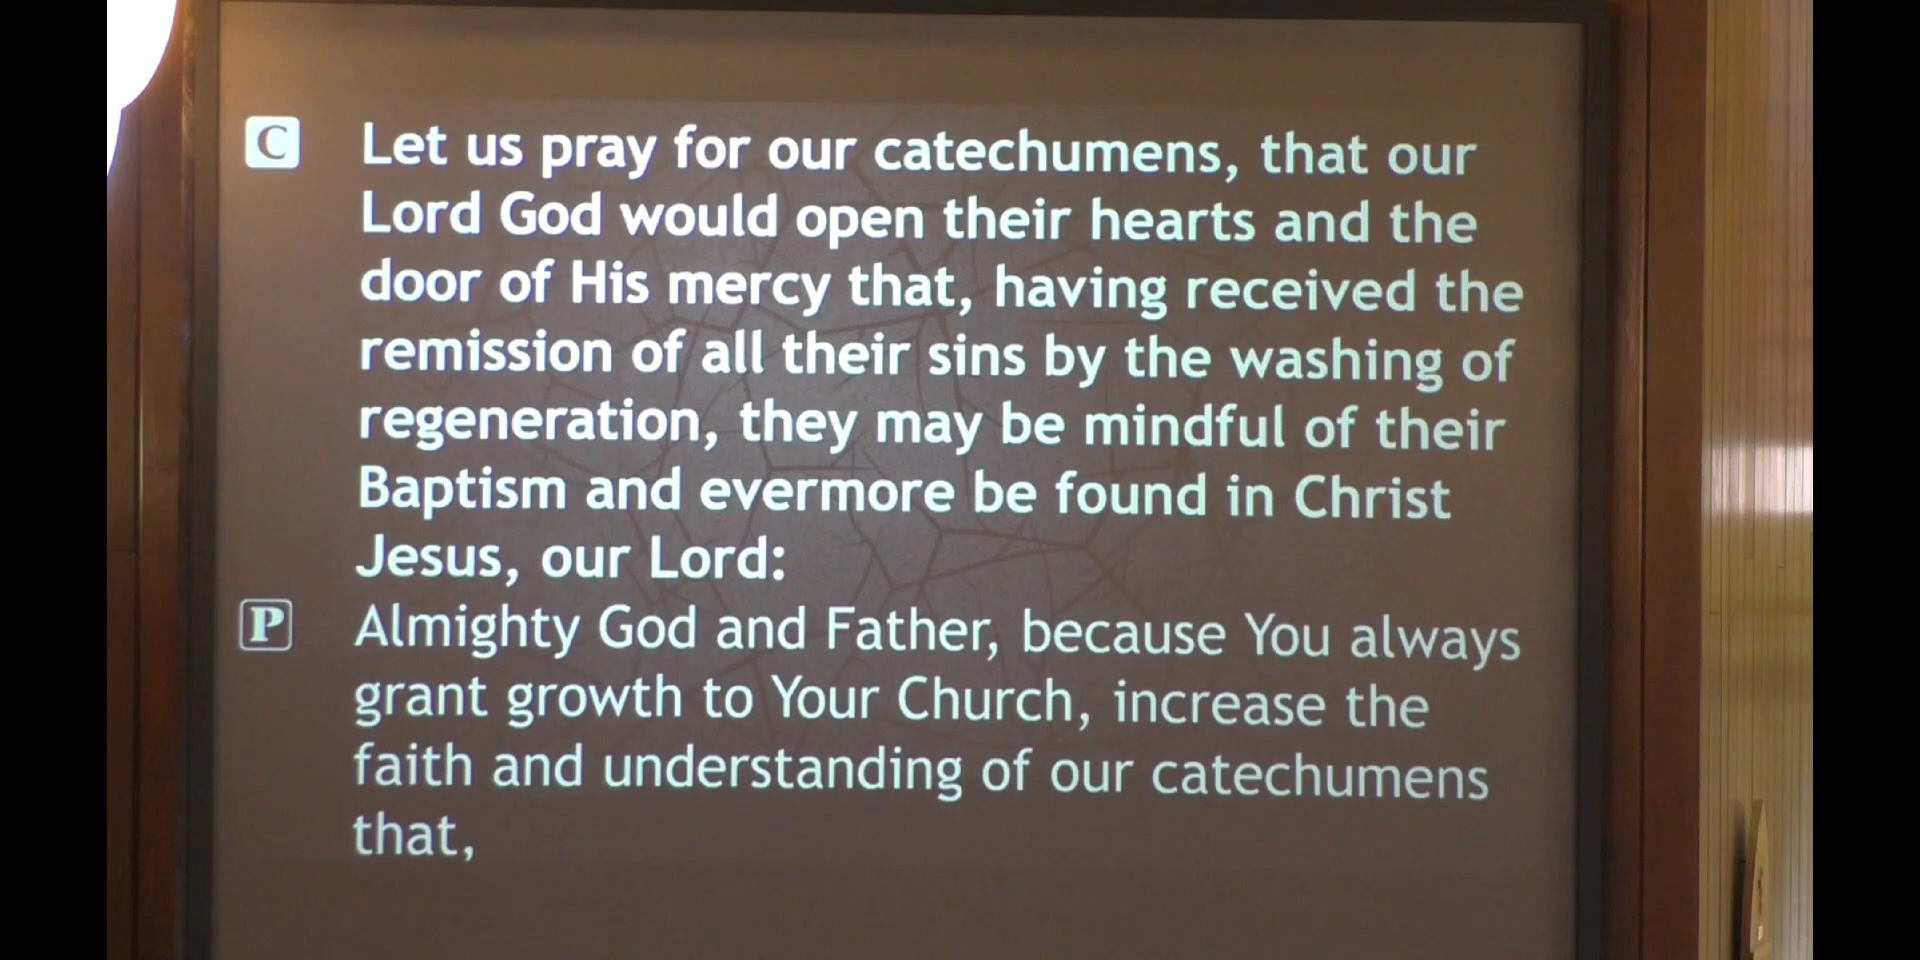 C Let us pray for our catechumens, that our
Lord God would open their hearts and the
door of His mercy that, having received the
remission of all their sins by the washing of
regeneration, they may be mindful of their
Baptism and evermore be found in Christ
Jesus, our Lord:
P Almighty God and Father, because You always
grant growth to Your Church, increase the
faith and understanding of our catechumens
that,